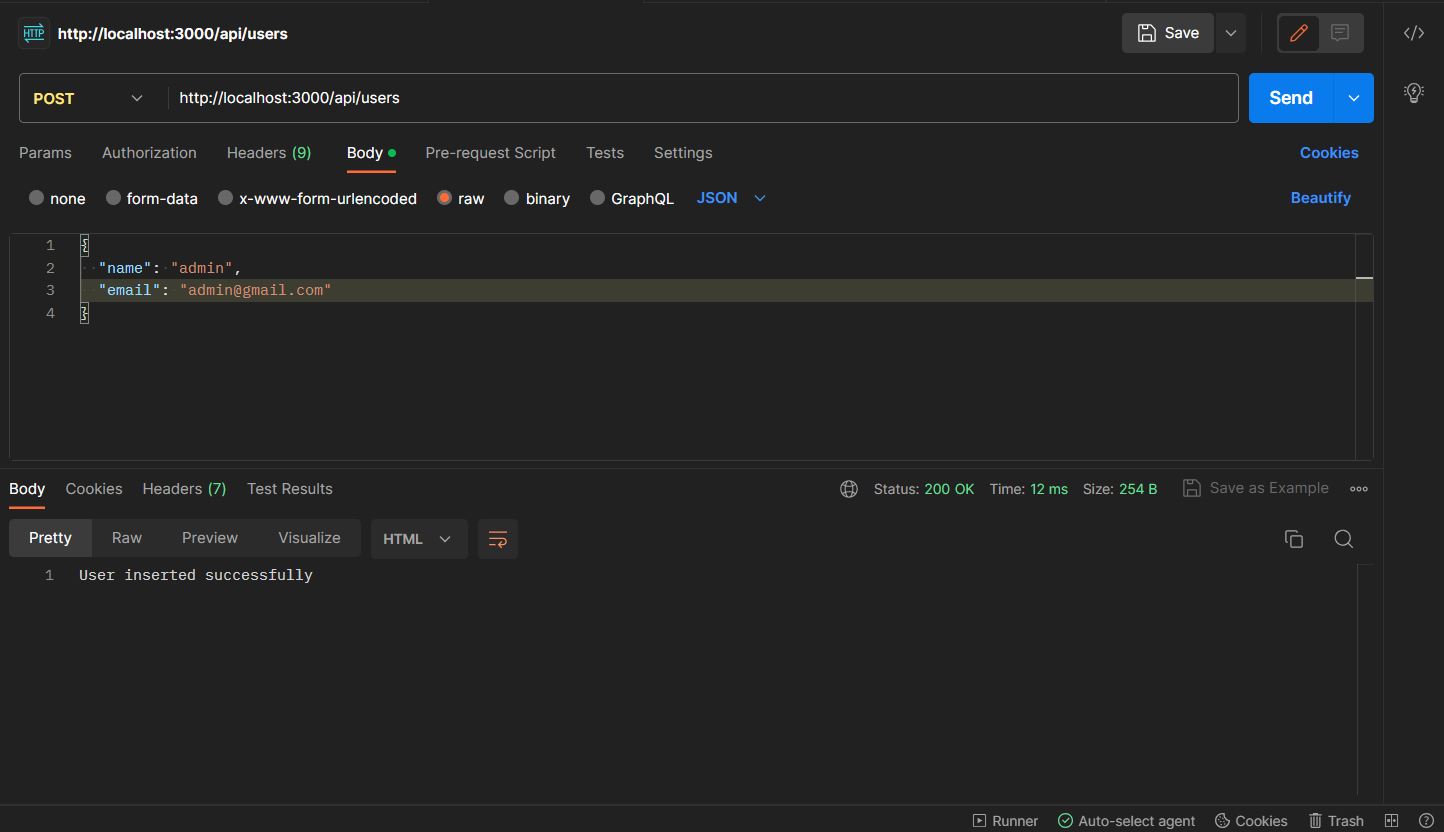 HTTP http://localhost:3000/api/users Save
POST http://localhost:3000/api/users Send
Params Authorization Headers (9) Body Pre-request Script Tests Settings Cookies
none form-data x-www-form-urlencoded raw binary GraphQL JSON Beautify
1 {
2 "name": "admin",
3 "email": "admin@gmail.com"
4 }
Body Cookies Headers (7) Test Results Status: 200 OK Time: 12 ms Size: 254 B Save as Example
Pretty Raw Preview Visualize HTML
1 User inserted successfully
Runner Auto-select agent Cookies Trash